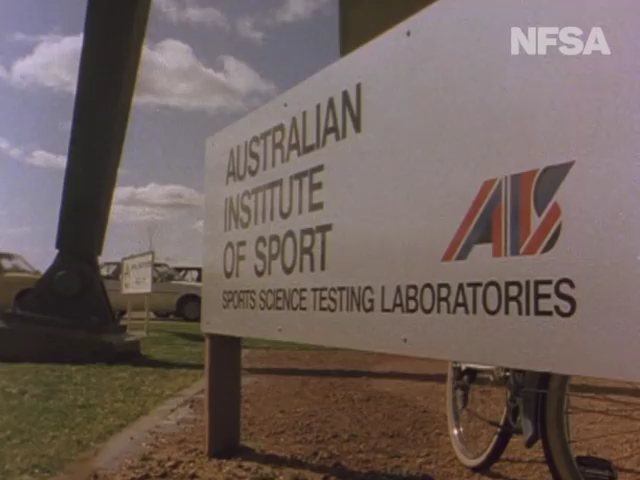 NFSA
AUSTRALIAN
INSTITUTE
OF SPORT
AIS
SPORTS SCIENCE TESTING LABORATORIES